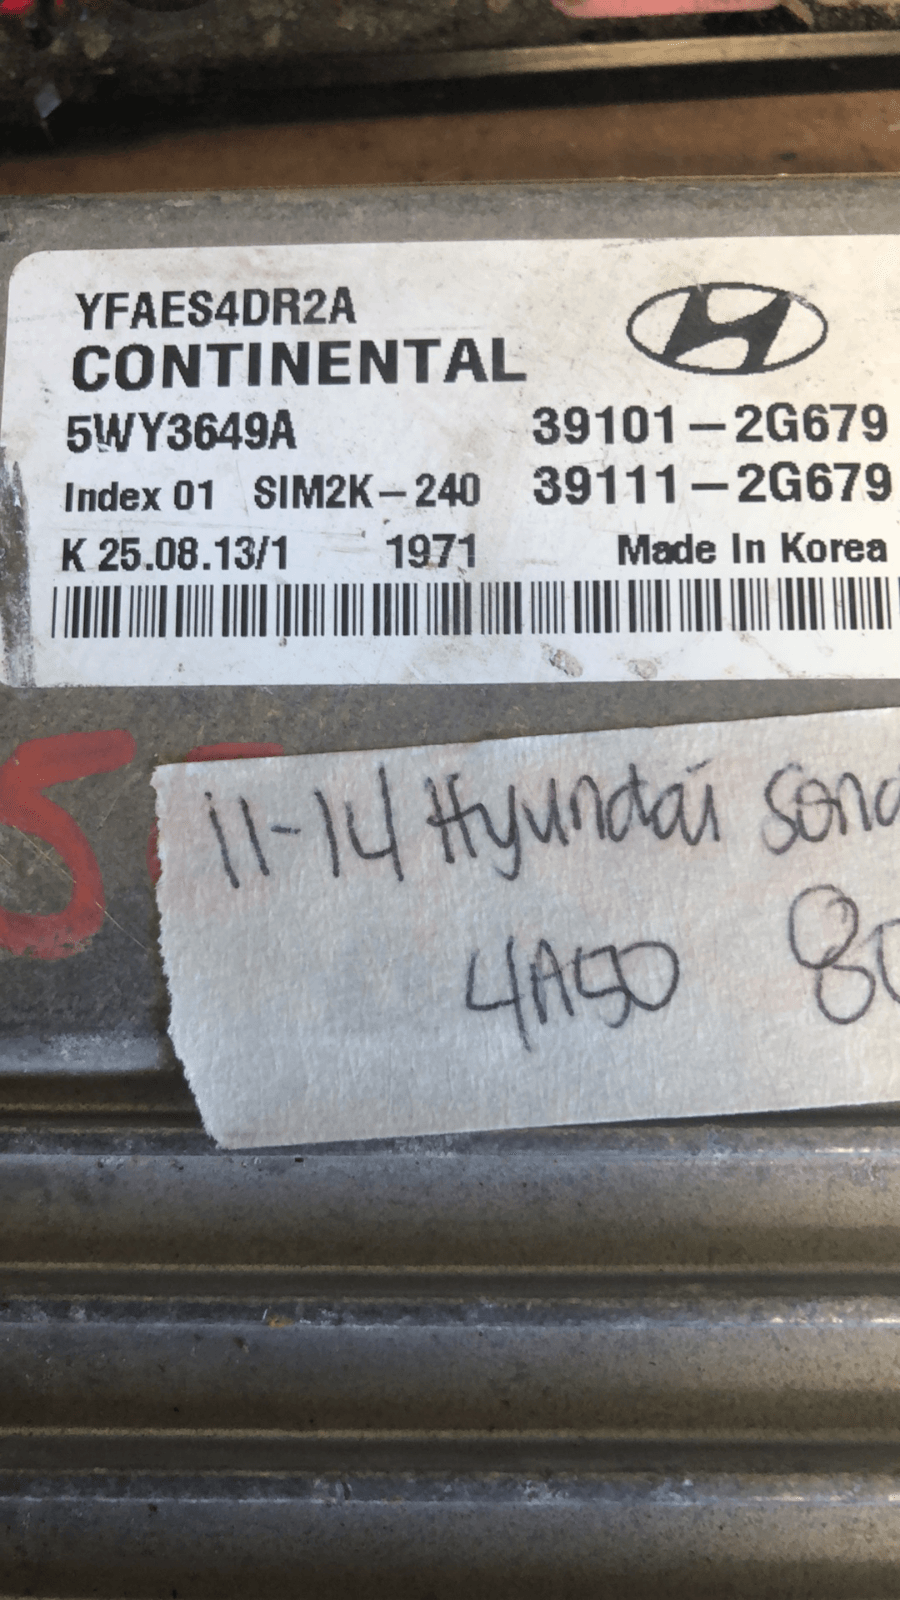 YFAES4DR2A
CONTINENTAL
5WY3649A 39101-2G679
Index 01 SIM2K-240 39111-2G679
K 25.08.13/1 1971 Made In Korea
5
11-14 Hyundai
4A50